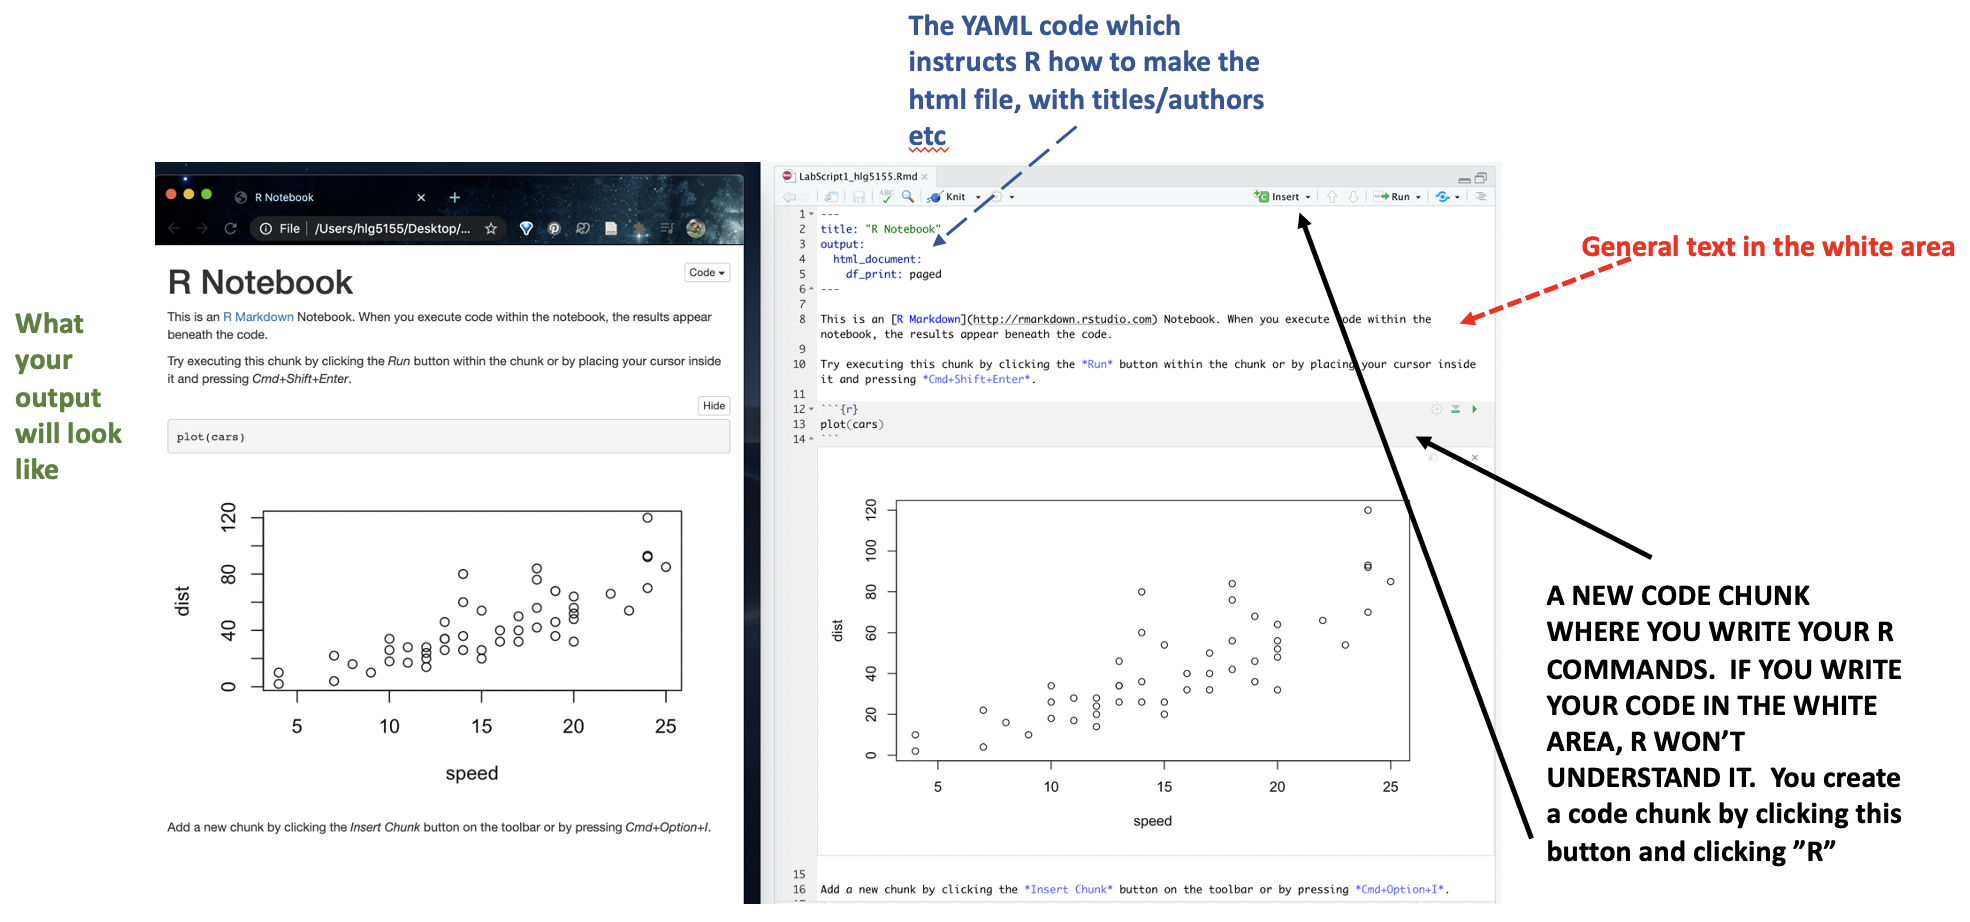 The YAML code which
instructs R how to make the
html file, with titles/authors
etc
What
your
output
will look
like
R Notebook
File
/Users/hlg5155/Desktop/...
R Notebook
Code
This is an R Markdown Notebook. When you execute code within the notebook, the results appear
beneath the code.
Try executing this chunk by clicking the Run button within the chunk or by placing your cursor inside
it and pressing Cmd+Shift+Enter.
Hide
plot(cars)
120
80
40
0
dist
5 10 15 20 25
speed
Add a new chunk by clicking the Insert Chunk button on the toolbar or by pressing Cmd+Option+I.
LabScript1_hlg5155.Rmd
ABC Knit Insert Run
1 ---
2 title: "R Notebook"
3 output:
4 html_document:
5 df_print: paged
6 ---
7
8 This is an [R Markdown](http://rmarkdown.rstudio.com) Notebook. When you execute code within the
notebook, the results appear beneath the code.
9
10 Try executing this chunk by clicking the *Run* button within the chunk or by placing your cursor inside
it and pressing *Cmd+Shift+Enter*.
11
12 ```{r}
13 plot(cars)
14 ```
120
100
80
60
40
20
0
dist
5 10 15 20 25
speed
15
16 Add a new chunk by clicking the *Insert Chunk* button on the toolbar or by pressing *Cmd+Option+I*.
General text in the white area
A NEW CODE CHUNK
WHERE YOU WRITE YOUR R
COMMANDS. IF YOU WRITE
YOUR CODE IN THE WHITE
AREA, R WON’T
UNDERSTAND IT. You create
a code chunk by clicking this
button and clicking ”R”